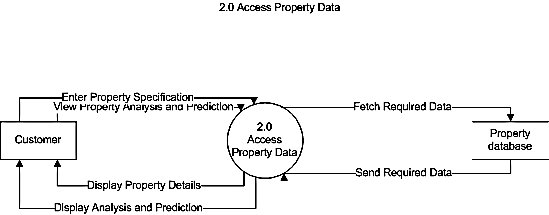 2.0 Access Property Data
Enter Property Specification
View Property Analysis and Prediction
Fetch Required Data
Customer
2.0
Access
Property Data
Property
database
Send Required Data
Display Property Details
Display Analysis and Prediction